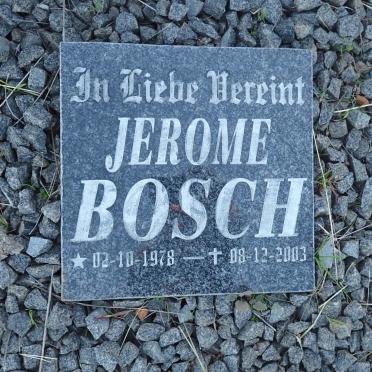 In Liebe Vereint
JEROME
BOSCH
★ 02-10-1978 — ✝ 08-12-2003